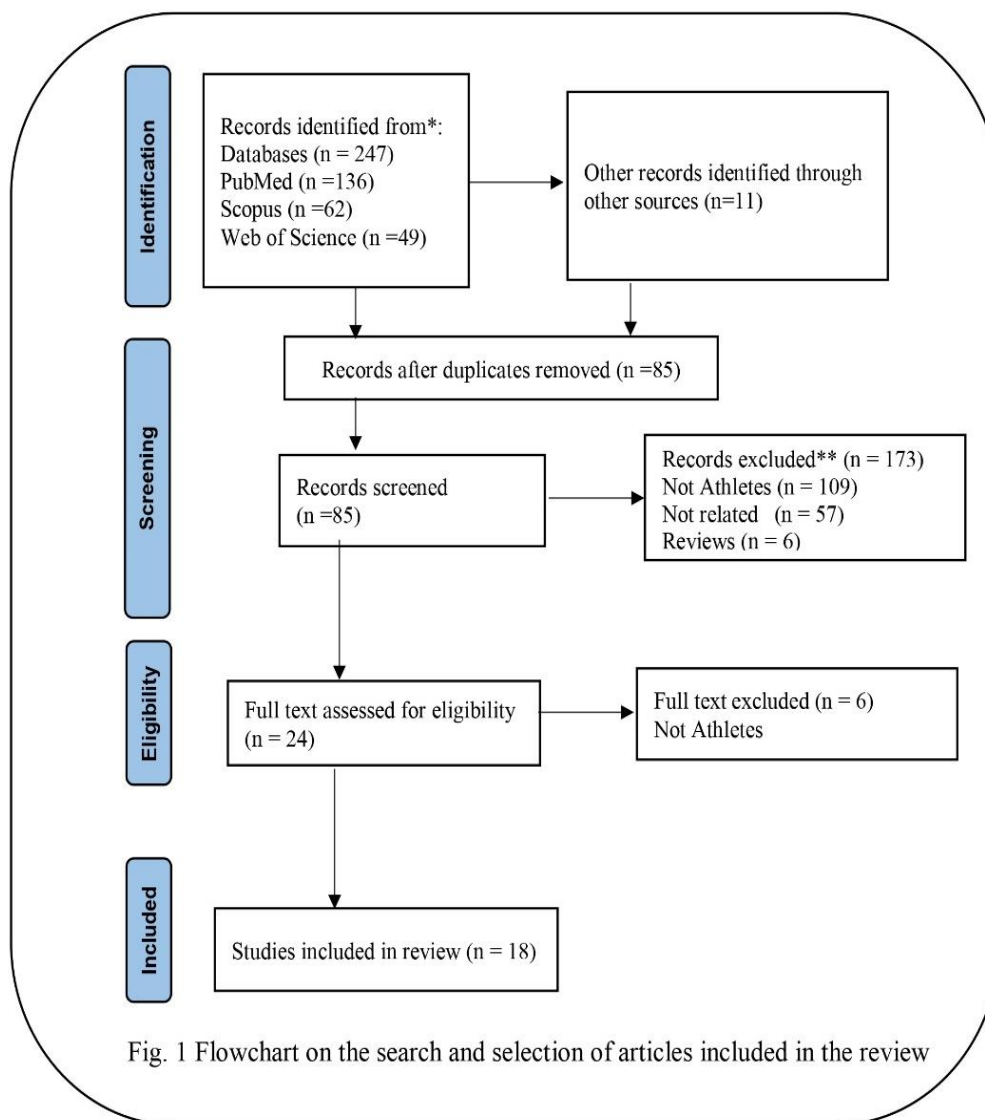 Identification
Records identified from*:
Databases (n = 247)
PubMed (n =136)
Scopus (n =62)
Web of Science (n =49)
Other records identified through
other sources (n=11)
Screening
Records after duplicates removed (n =85)
Records screened
(n =85)
Records excluded** (n = 173)
Not Athletes (n = 109)
Not related (n = 57)
Reviews (n = 6)
Eligibility
Full text assessed for eligibility
(n = 24)
Full text excluded (n = 6)
Not Athletes
Included
Studies included in review (n = 18)
Fig. 1 Flowchart on the search and selection of articles included in the review